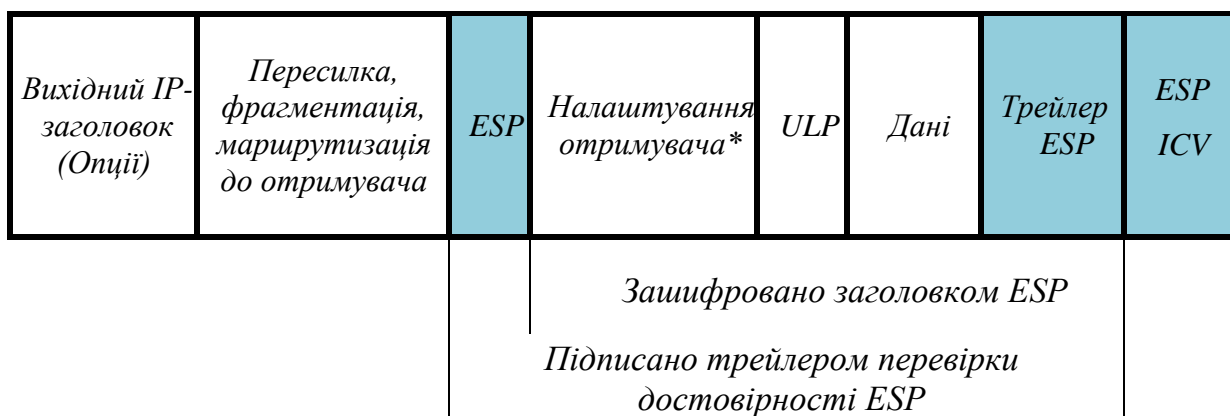 Вихідний IP-
заголовок
(Опції)
Пересилка,
фрагментація,
маршрутизація
до отримувача
ESP
Налаштування
отримувача*
ULP
Дані
Трейлер
ESP
ESP
ICV
Зашифровано заголовком ESP
Підписано трейлером перевірки
достовірності ESP